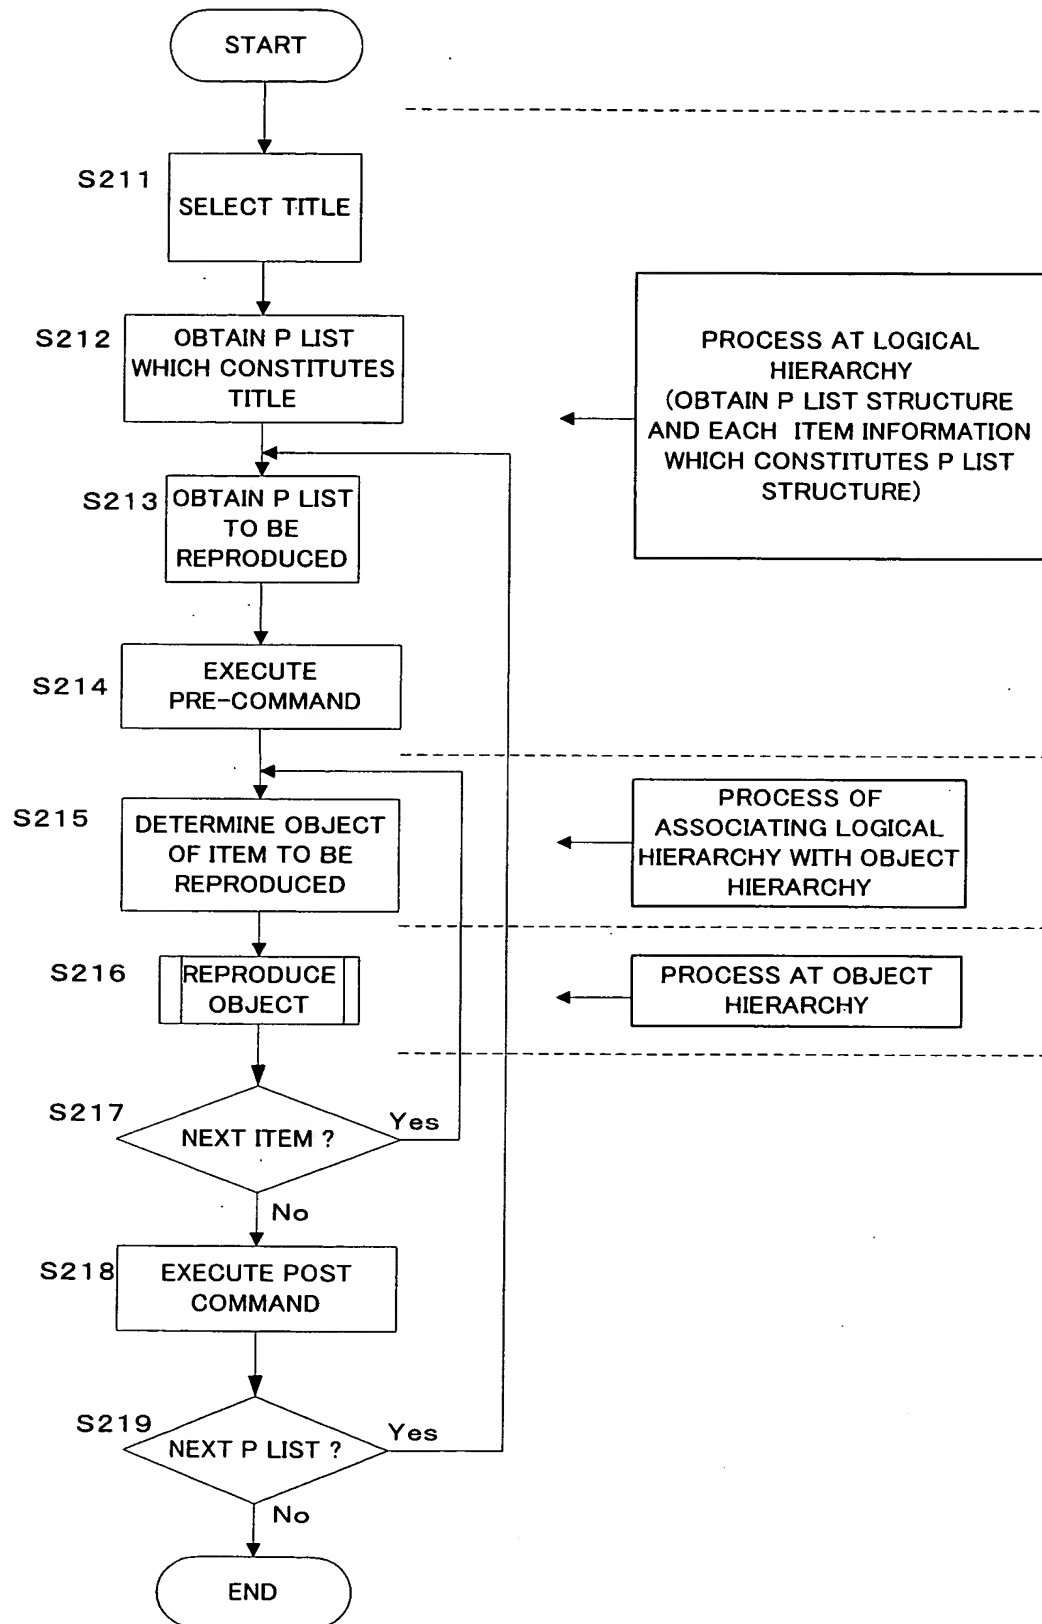 START
S211
SELECT TITLE
S212
OBTAIN P LIST
WHICH CONSTITUTES
TITLE
PROCESS AT LOGICAL
HIERARCHY
(OBTAIN P LIST STRUCTURE
AND EACH ITEM INFORMATION
WHICH CONSTITUTES P LIST
STRUCTURE)
S213
OBTAIN P LIST
TO BE
REPRODUCED
S214
EXECUTE
PRE-COMMAND
S215
DETERMINE OBJECT
OF ITEM TO BE
REPRODUCED
PROCESS OF
ASSOCIATING LOGICAL
HIERARCHY WITH OBJECT
HIERARCHY
S216
REPRODUCE
OBJECT
PROCESS AT OBJECT
HIERARCHY
S217
NEXT ITEM ?
Yes
No
S218
EXECUTE POST
COMMAND
S219
NEXT P LIST ?
Yes
No
END